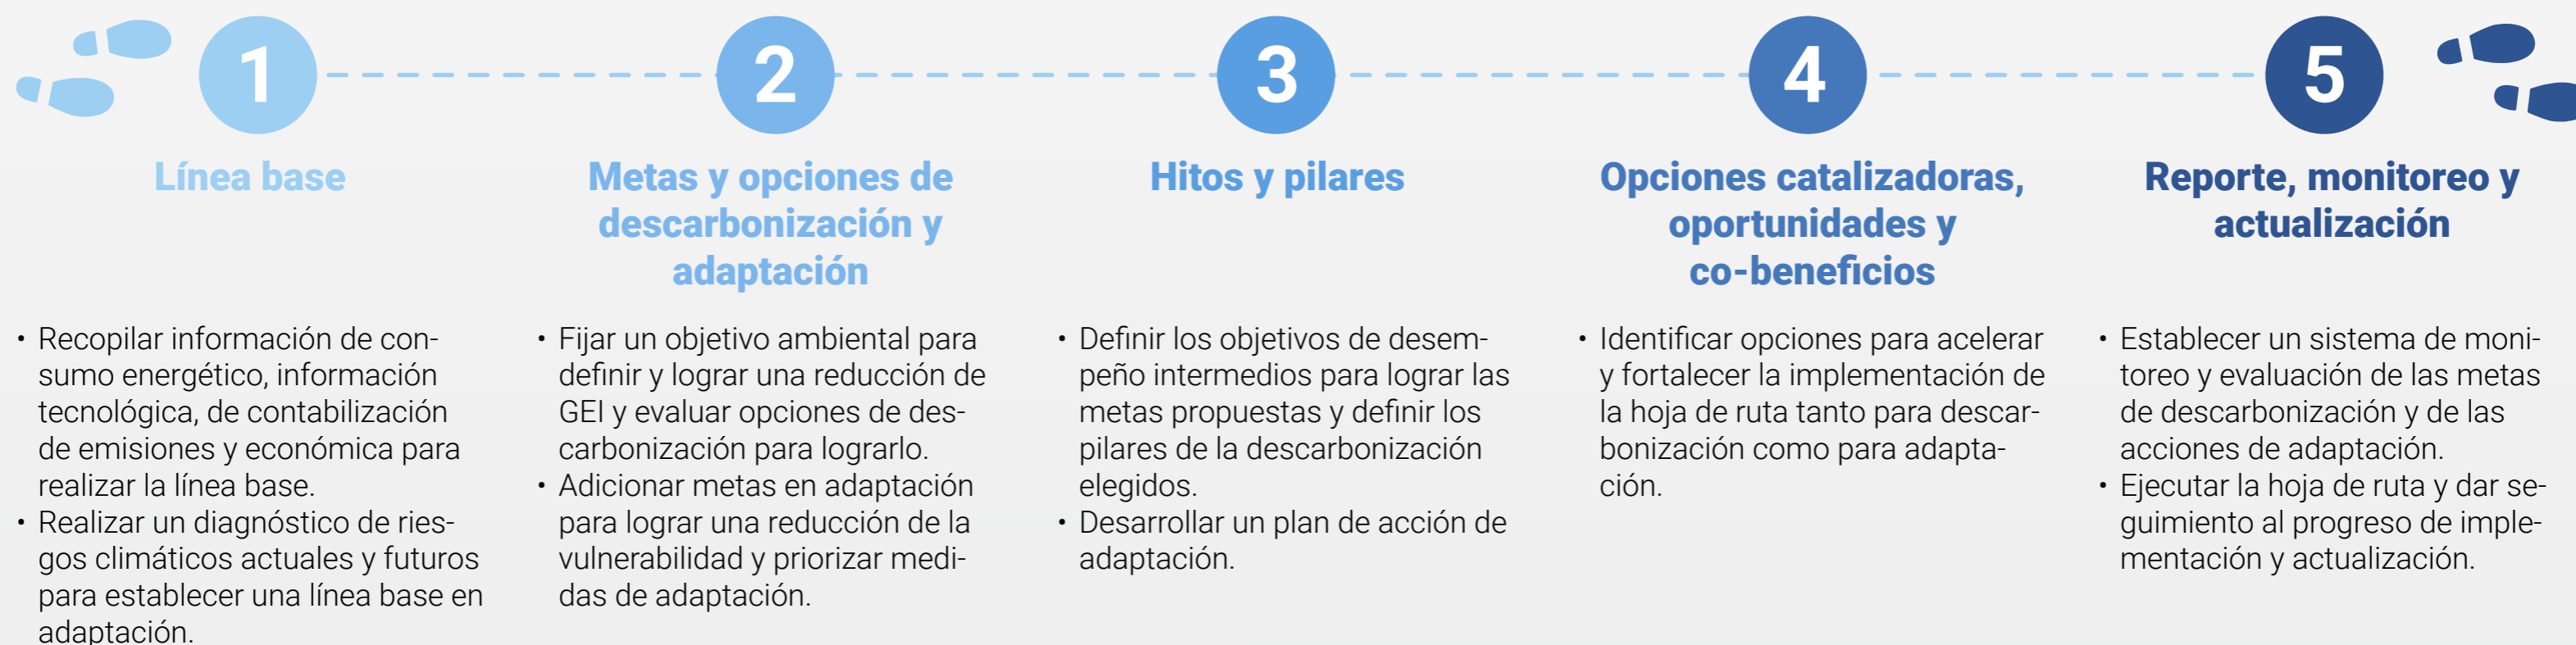 1
Línea base
• Recopilar información de con-
sumo energético, información
tecnológica, de contabilización
de emisiones y económica para
realizar la línea base.
• Realizar un diagnóstico de ries-
gos climáticos actuales y futuros
para establecer una línea base en
adaptación.
2
Metas y opciones de
descarbonización y
adaptación
• Fijar un objetivo ambiental para
definir y lograr una reducción de
GEI y evaluar opciones de des-
carbonización para lograrlo.
• Adicionar metas en adaptación
para lograr una reducción de la
vulnerabilidad y priorizar medi-
das de adaptación.
3
Hitos y pilares
• Definir los objetivos de desem-
peño intermedios para lograr las
metas propuestas y definir los
pilares de la descarbonización
elegidos.
• Desarrollar un plan de acción de
adaptación.
4
Opciones catalizadoras,
oportunidades y
co-beneficios
• Identificar opciones para acelerar
y fortalecer la implementación de
la hoja de ruta tanto para descar-
bonización como para adapta-
ción.
5
Reporte, monitoreo y
actualización
• Establecer un sistema de moni-
toreo y evaluación de las metas
de descarbonización y de las
acciones de adaptación.
• Ejecutar la hoja de ruta y dar se-
guimiento al progreso de imple-
mentación y actualización.